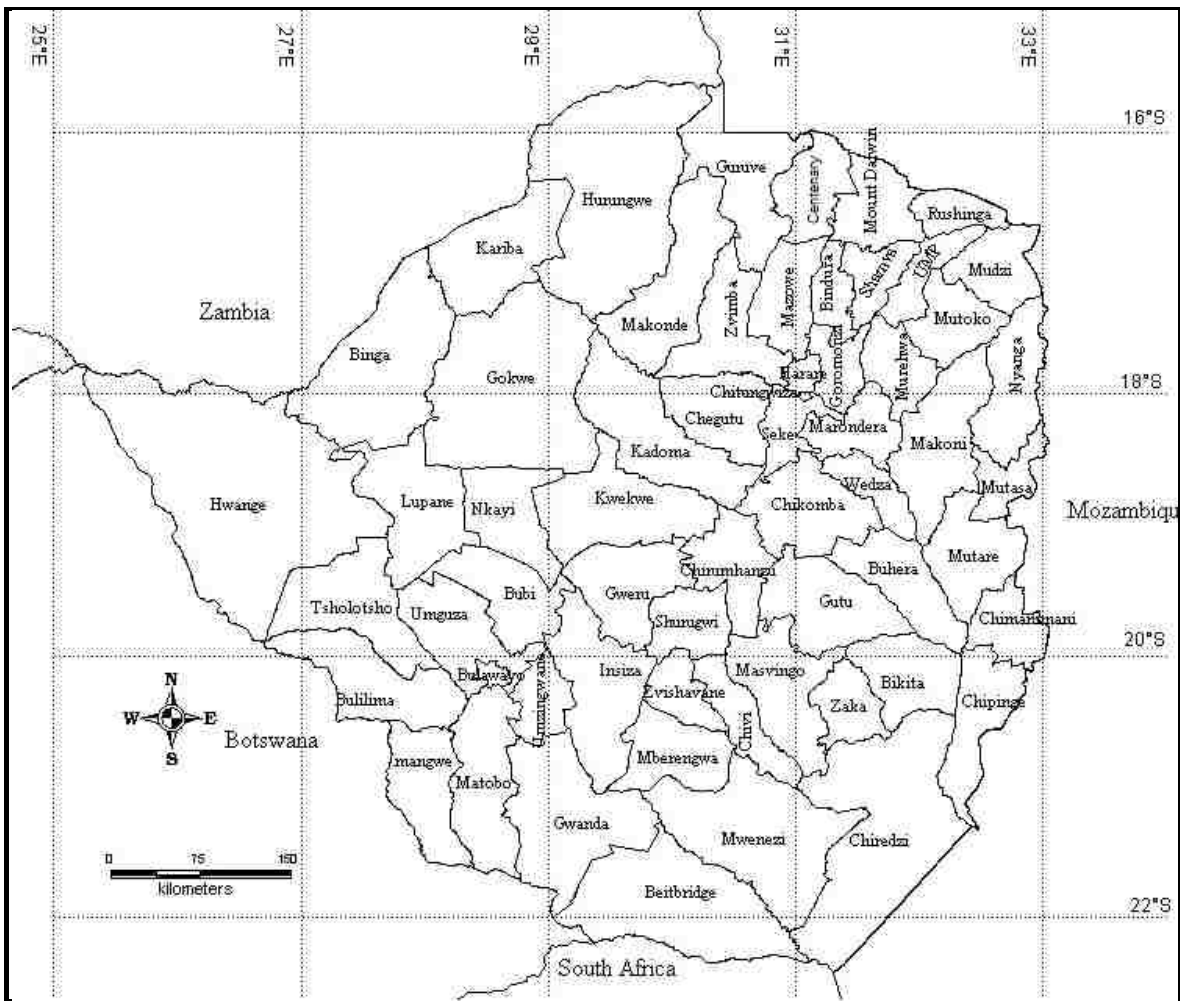 25°E
27°E
29°E
31°E
33°E
16°S
Guruve
Centenary
Mount Darwin
Hurungwe
Rushinga
Kariba
UMP
Shamva
Mudzi
Bindura
Mazowe
Zambia
Zvimba
Mutoko
Makonde
Nyanga
Binga
Murehwa
Goromonzi
Gokwe
Harare
18°S
Chitungwiza
Chegutu
Seke
Marondera
Makoni
Kadoma
Wedza
Mutasa
Hwange
Lupane
Nkayi
Kwekwe
Chikomba
Mozambiqu
Mutare
Buhera
Chirumhanzu
Bubi
Gweru
Gutu
Tsholotsho
Umguza
Shurugwi
Chimanimani
20°S
Bulawayo
Umzingwane
Insiza
Masvingo
Bikita
Bulilima
Zvishavane
Zaka
Chipinge
N
W
E
S
Botswana
Chivi
Mberengwa
mangwe
Matobo
Gwanda
Mwenezi
Chiredzi
0 75 150
kilometers
Beitbridge
22°S
South Africa